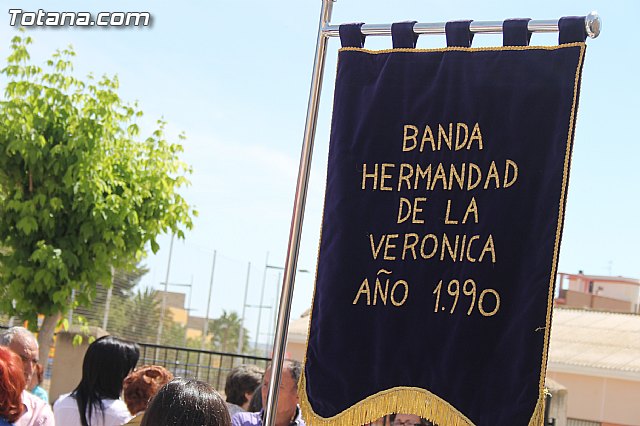 Totana.com
BANDA
HERMANDAD
DE LA
VERONICA
AÑO 1.990